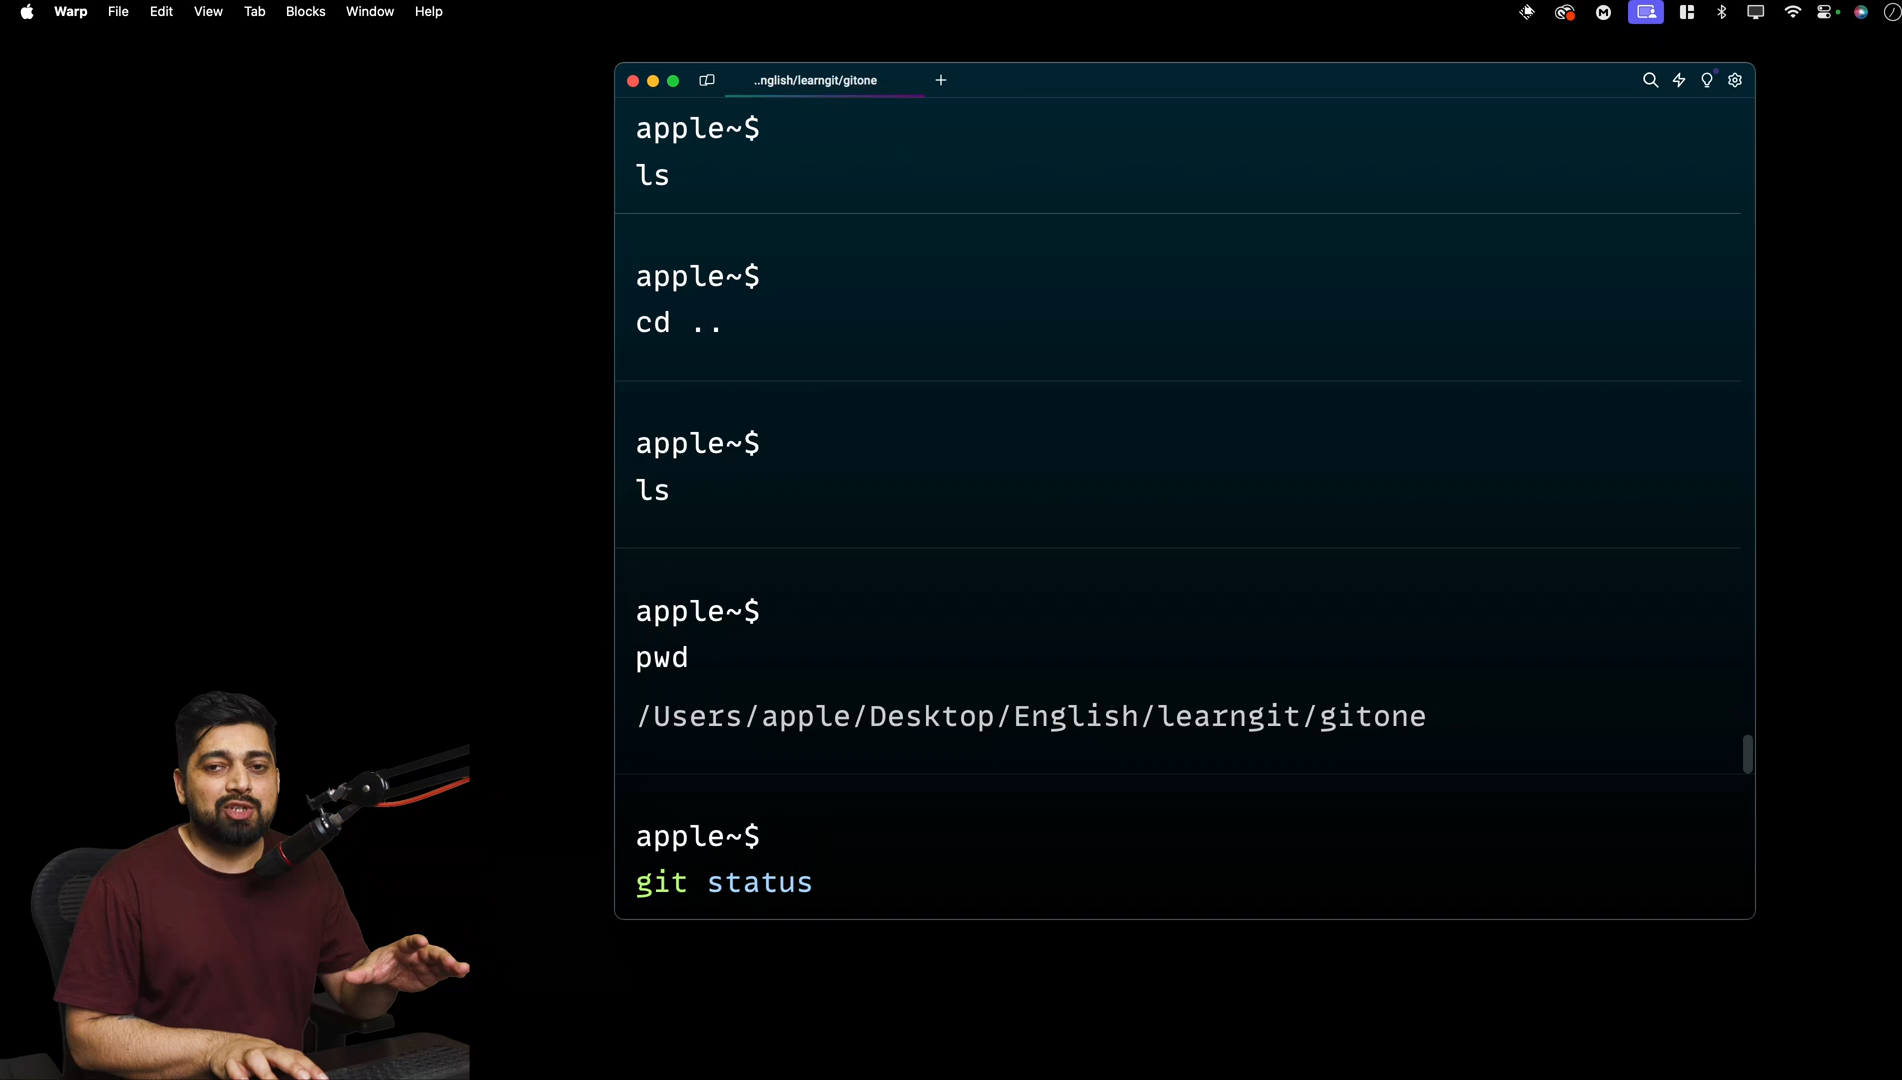 Warp File Edit View Tab Blocks Window Help
..nglish/learngit/gitone
apple~$
ls
apple~$
cd ..
apple~$
ls
apple~$
pwd
/Users/apple/Desktop/English/learngit/gitone
apple~$
git status